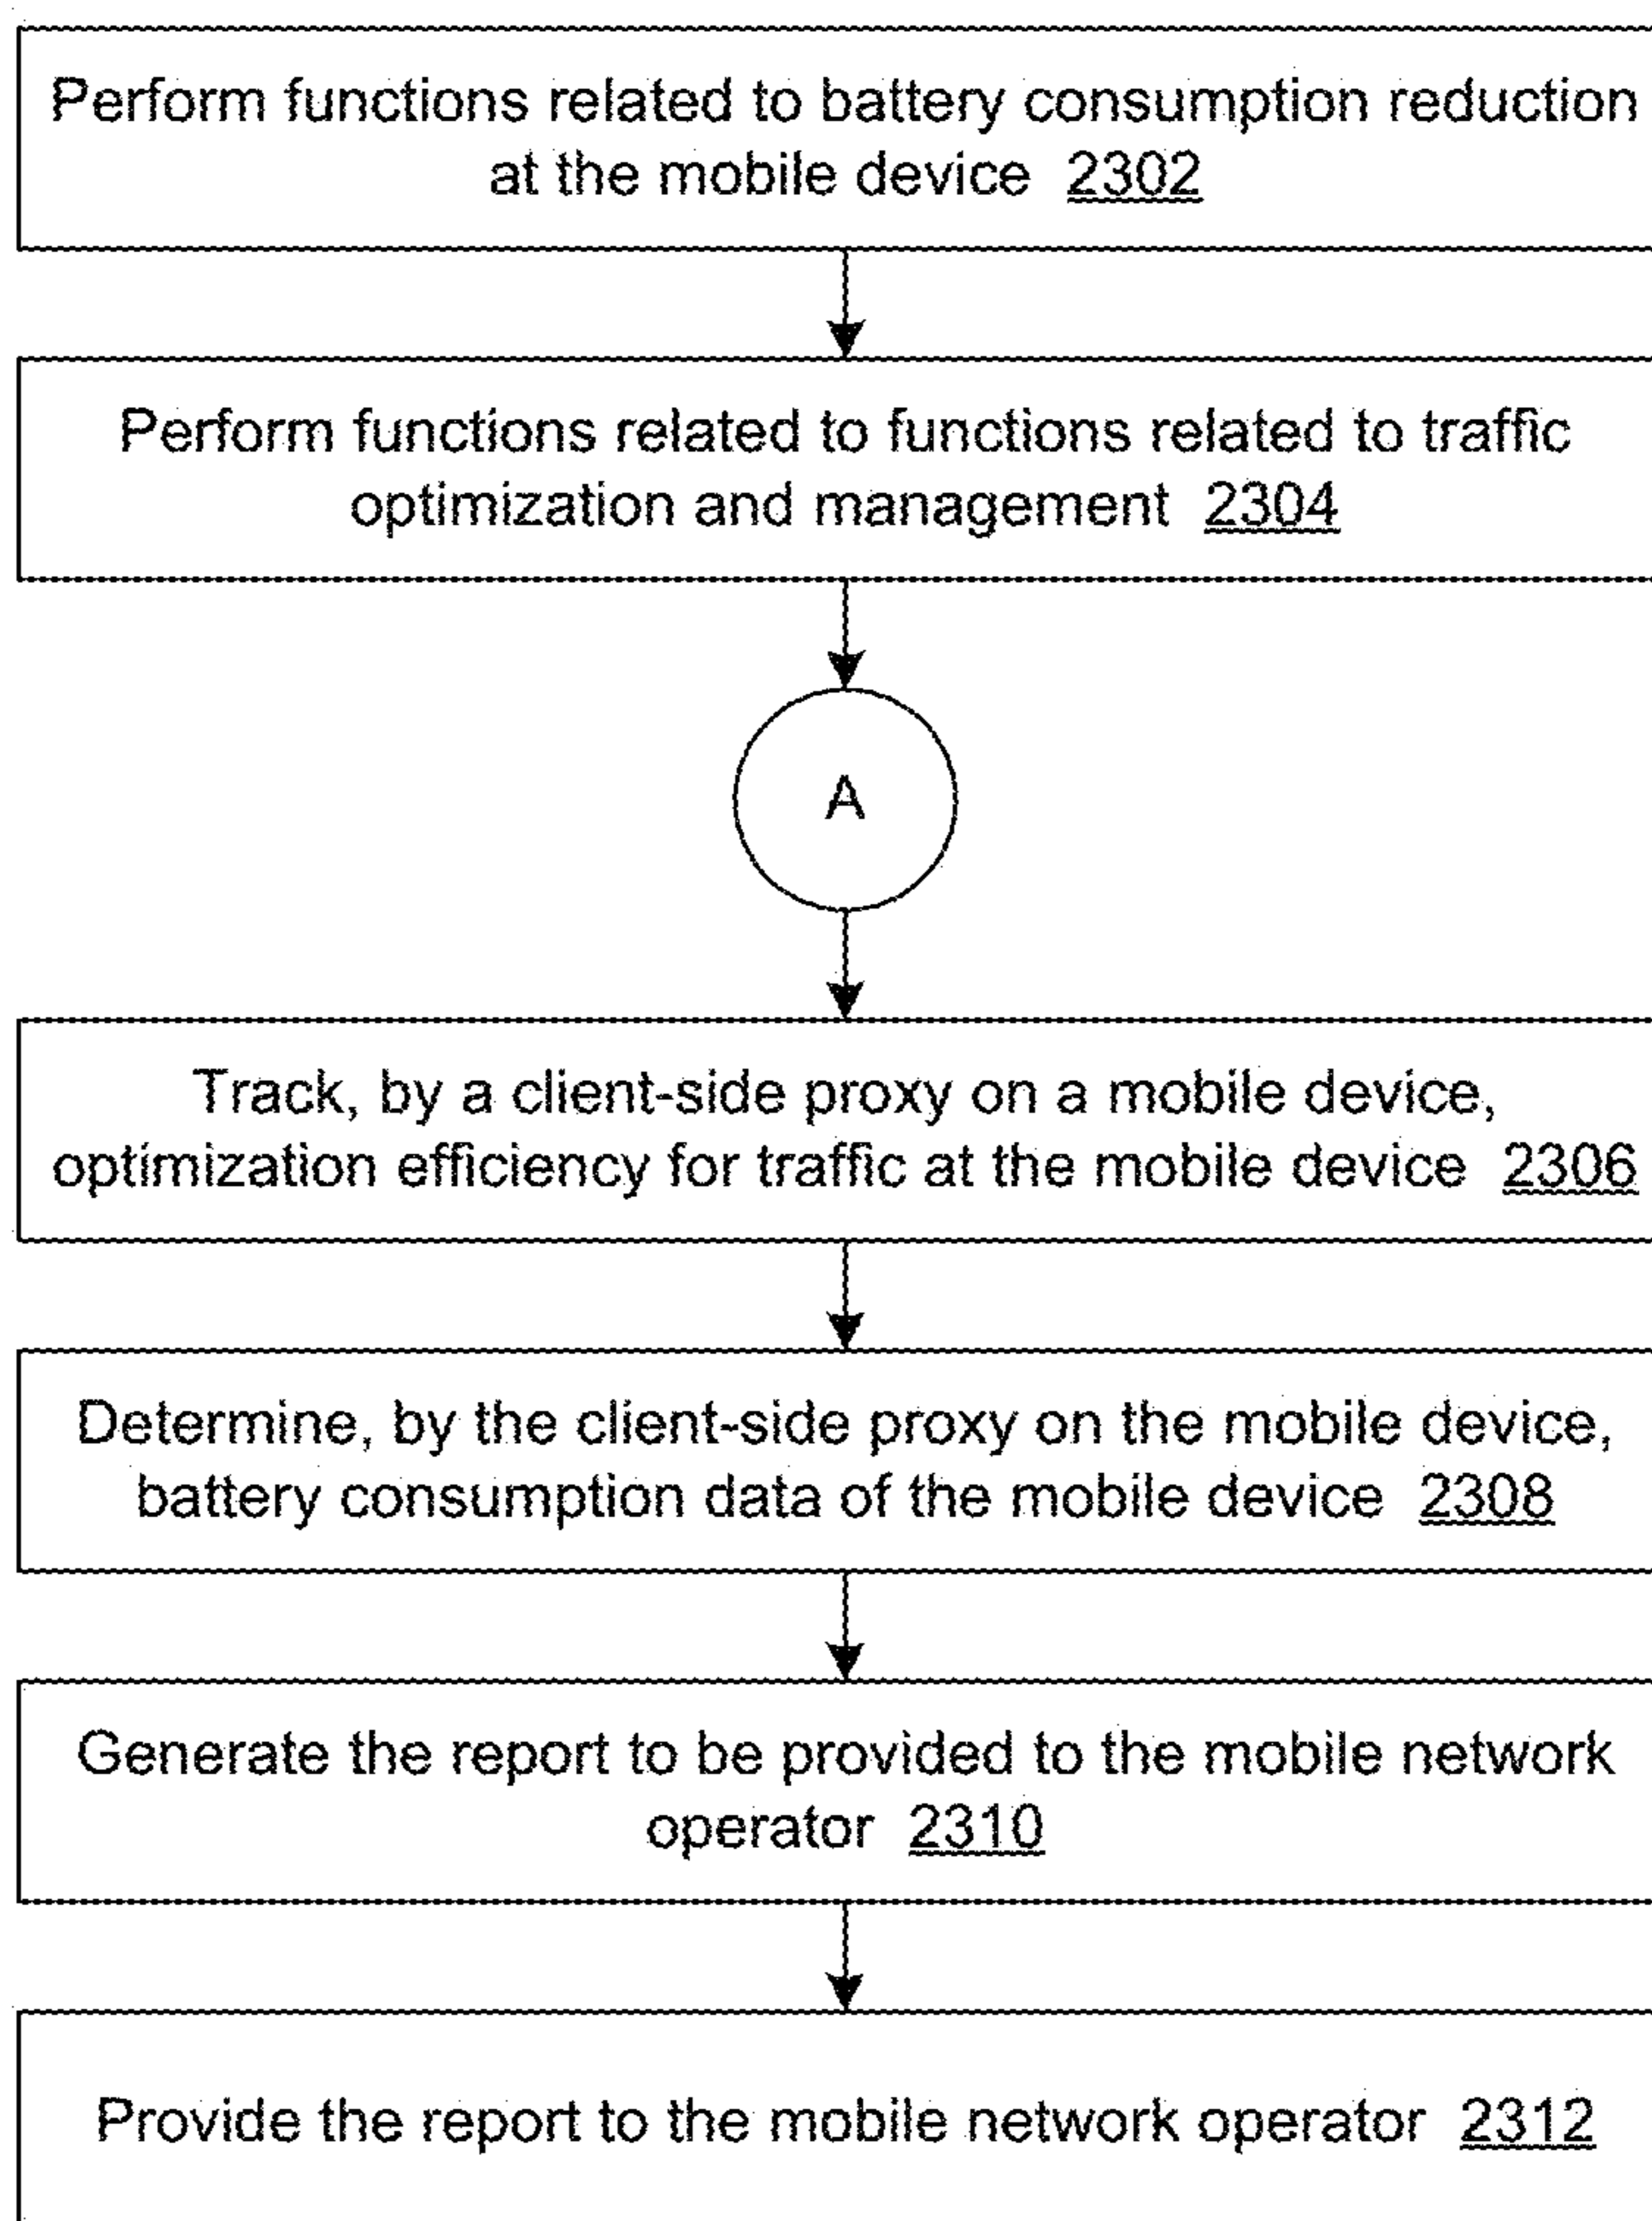 Perform functions related to battery consumption reduction
at the mobile device 2302
Perform functions related to functions related to traffic
optimization and management 2304
A
Track, by a client-side proxy on a mobile device,
optimization efficiency for traffic at the mobile device 2306
Determine, by the client-side proxy on the mobile device,
battery consumption data of the mobile device 2308
Generate the report to be provided to the mobile network
operator 2310
Provide the report to the mobile network operator 2312